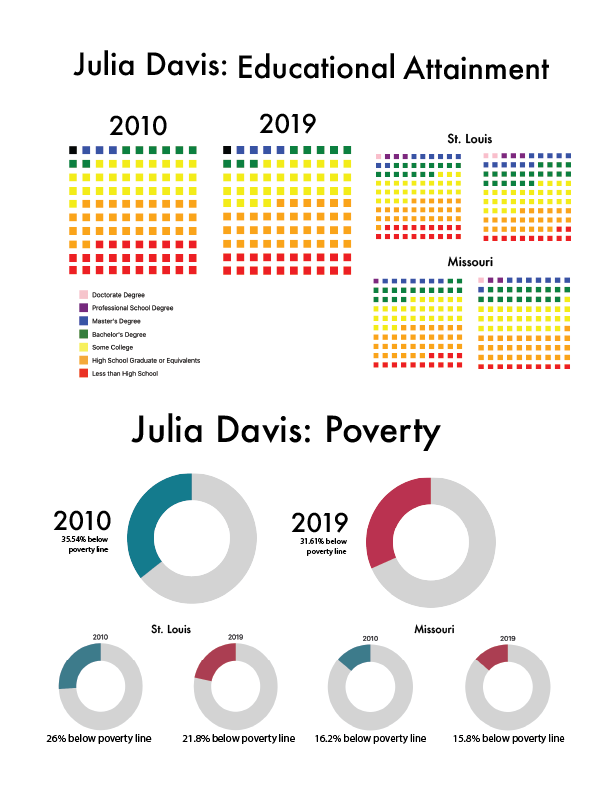 Julia Davis: Educational Attainment
2010
2019
St. Louis
Missouri
Doctorate Degree
Professional School Degree
Master's Degree
Bachelor's Degree
Some College
High School Graduate or Equivalents
Less than High School
Julia Davis: Poverty
2010
35.54% below
poverty line
2019
31.61% below
poverty line
St. Louis
2010
2019
26% below poverty line
21.8% below poverty line
Missouri
2010
2019
16.2% below poverty line
15.8% below poverty line